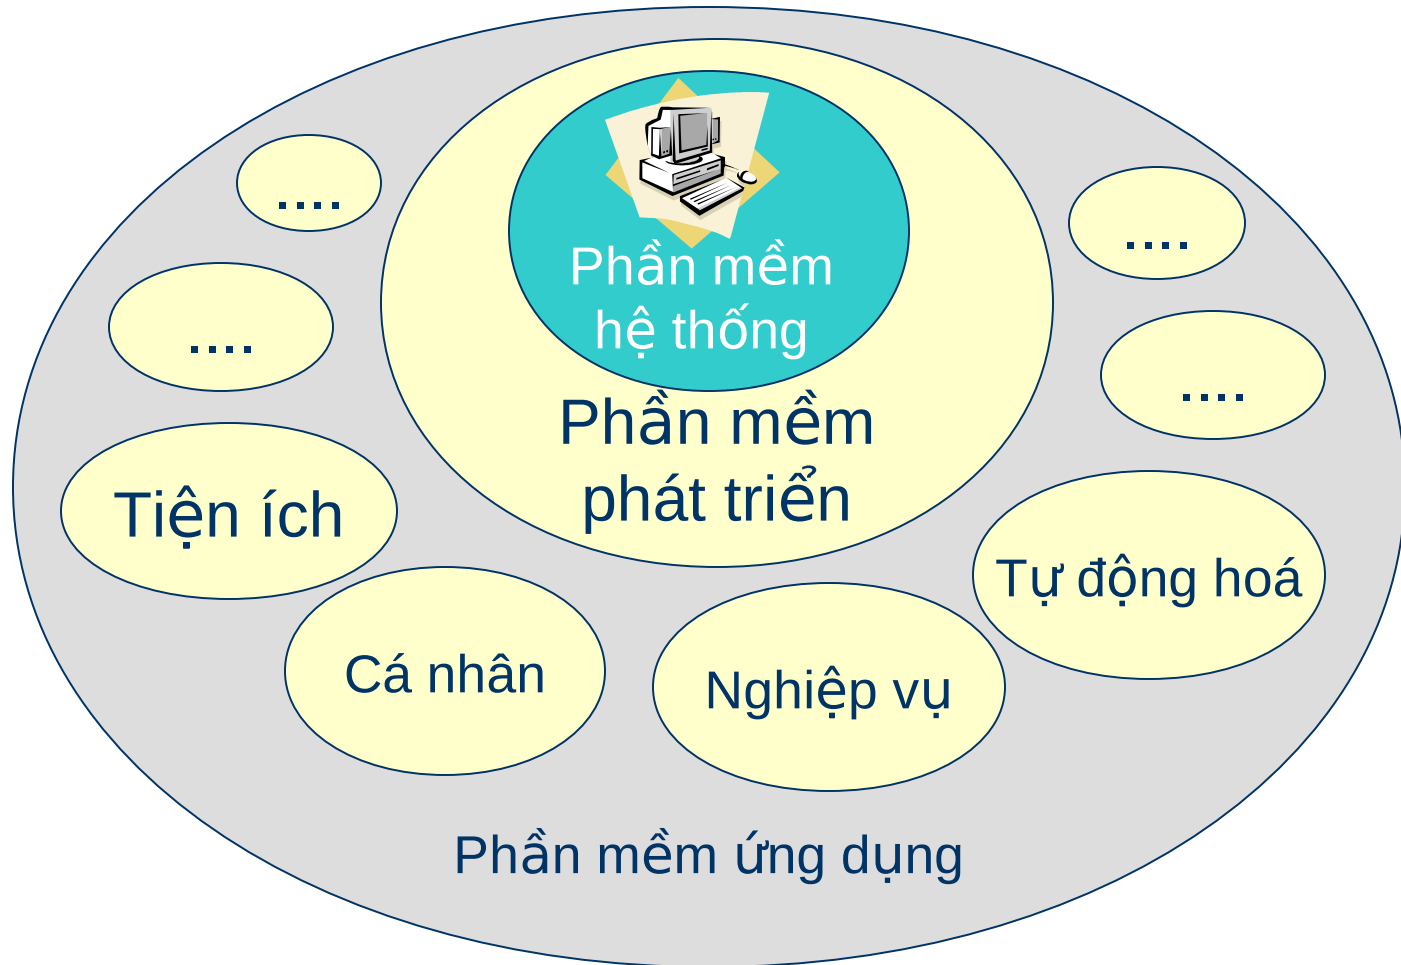 ....
....
Phần mềm
hệ thống
....
....
Phần mềm
phát triển
Tiện ích
Tự động hoá
Cá nhân
Nghiệp vụ
Phần mềm ứng dụng